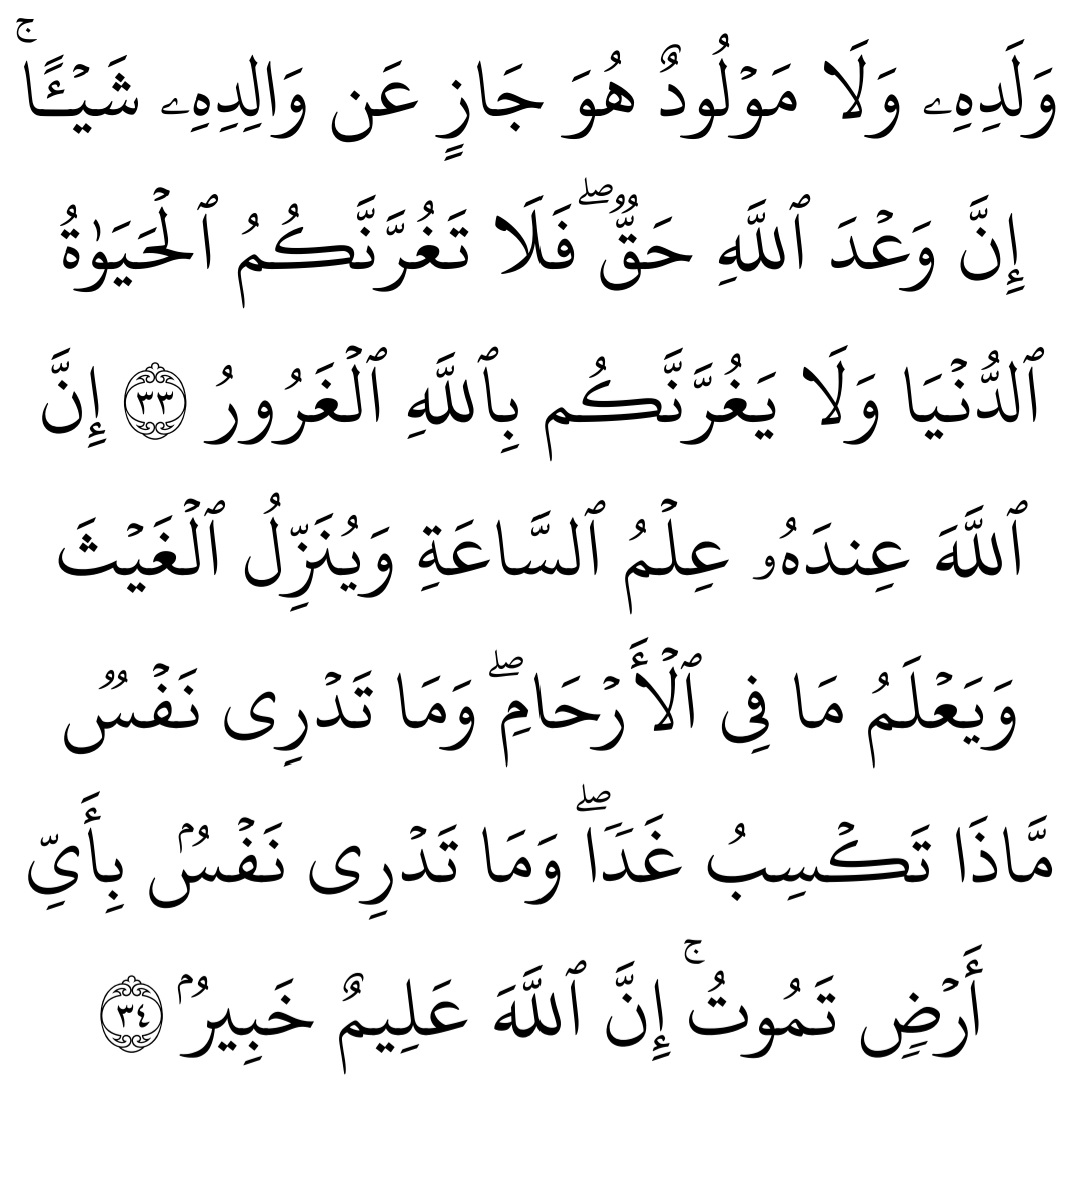 وَلَدِهِۦ وَلَا مَوْلُودٌ هُوَ جَازٍ عَن وَالِدِهِۦ شَيْـًٔاۚ
إِنَّ وَعْدَ ٱللَّهِ حَقٌّۖ فَلَا تَغُرَّنَّكُمُ ٱلْحَيَوٰةُ
ٱلدُّنْيَا وَلَا يَغُرَّنَّكُم بِٱللَّهِ ٱلْغَرُورُ ٣٣ إِنَّ
ٱللَّهَ عِندَهُۥ عِلْمُ ٱلسَّاعَةِ وَيُنَزِّلُ ٱلْغَيْثَ
وَيَعْلَمُ مَا فِى ٱلْأَرْحَامِۖ وَمَا تَدْرِى نَفْسٌ
مَّاذَا تَكْسِبُ غَدًاۖ وَمَا تَدْرِى نَفْسٌۢ بِأَىِّ
أَرْضٍ تَمُوتُۚ إِنَّ ٱللَّهَ عَلِيمٌ خَبِيرٌۢ ٣٤